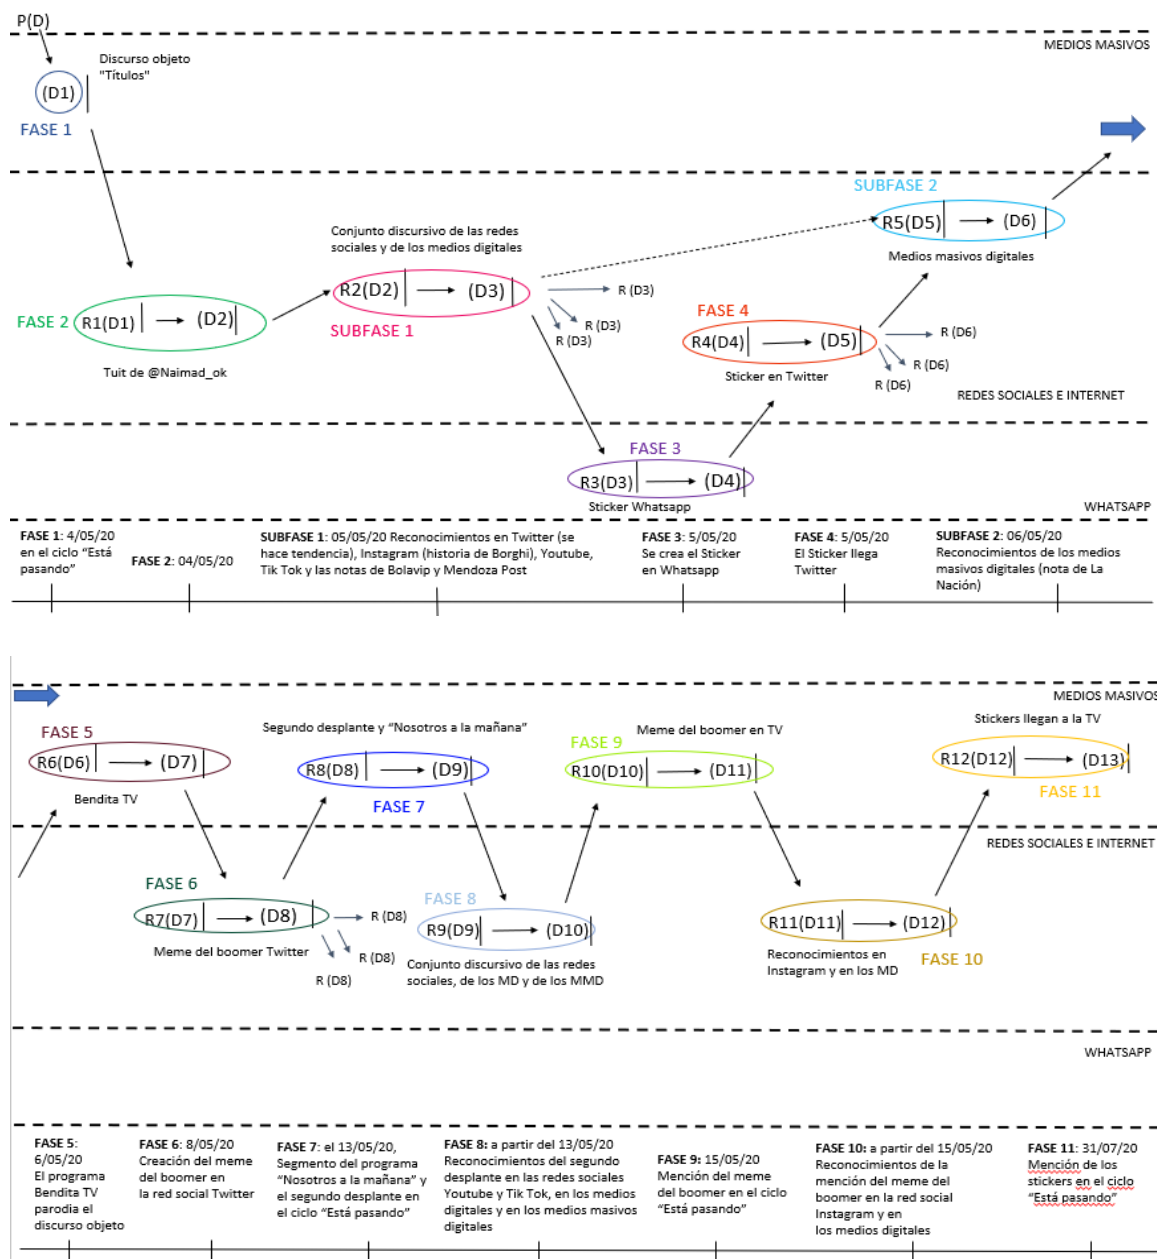 P(D)
MEDIOS MASIVOS
Discurso objeto
"Títulos"
(D1)
FASE 1
SUBFASE 2
R5(D5)
(D6)
Medios masivos digitales
Conjunto discursivo de las redes
sociales y de los medios digitales
R2(D2)
(D3)
SUBFASE 1
R (D3)
R (D3)
R (D3)
FASE 2
R1(D1)
(D2)
Tuit de @Naimad_ok
FASE 4
R4(D4)
(D5)
Sticker en Twitter
R (D6)
R (D6)
R (D6)
REDES SOCIALES E INTERNET
FASE 3
R3(D3)
(D4)
Sticker Whatsapp
WHATSAPP
FASE 1: 4/05/20
en el ciclo “Está
pasando”
FASE 2: 04/05/20
SUBFASE 1: 05/05/20 Reconocimientos en Twitter (se
hace tendencia), Instagram (historia de Borghi), Youtube,
Tik Tok y las notas de Bolavip y Mendoza Post
FASE 3: 5/05/20
Se crea el Sticker
en Whatsapp
FASE 4: 5/05/20
El Sticker llega
Twitter
SUBFASE 2: 06/05/20
Reconocimientos de los medios
masivos digitales (nota de La
Nación)
MEDIOS MASIVOS
FASE 5
R6(D6)
(D7)
Bendita TV
Segundo desplante y “Nosotros a la mañana”
R8(D8)
(D9)
FASE 7
Meme del boomer en TV
FASE 9
R10(D10)
(D11)
Stickers llegan a la TV
R12(D12)
(D13)
FASE 11
REDES SOCIALES E INTERNET
FASE 6
R7(D7)
(D8)
Meme del boomer Twitter
R (D8)
R (D8)
R (D8)
FASE 8
R9(D9)
(D10)
Conjunto discursivo de las redes
sociales, de los MD y de los MMD
R11(D11)
(D12)
Reconocimientos en
Instagram y en los MD
FASE 10
WHATSAPP
FASE 5:
6/05/20
El programa
Bendita TV
parodia el
discurso objeto
FASE 6: 8/05/20
Creación del meme
del boomer en
la red social Twitter
FASE 7: el 13/05/20,
Segmento del programa
“Nosotros a la mañana” y
el segundo desplante en
el ciclo “Está pasando”
FASE 8: a partir del 13/05/20
Reconocimientos del segundo
desplante en las redes sociales
Youtube y Tik Tok, en los medios
digitales y en los medios masivos
digitales
FASE 9: 15/05/20
Mención del meme
del boomer en el ciclo
“Está pasando”
FASE 10: a partir del 15/05/20
Reconocimientos de la
mención del meme del
boomer en la red social
Instagram y en
los medios digitales
FASE 11: 31/07/20
Mención de los
stickers en el ciclo
“Está pasando”